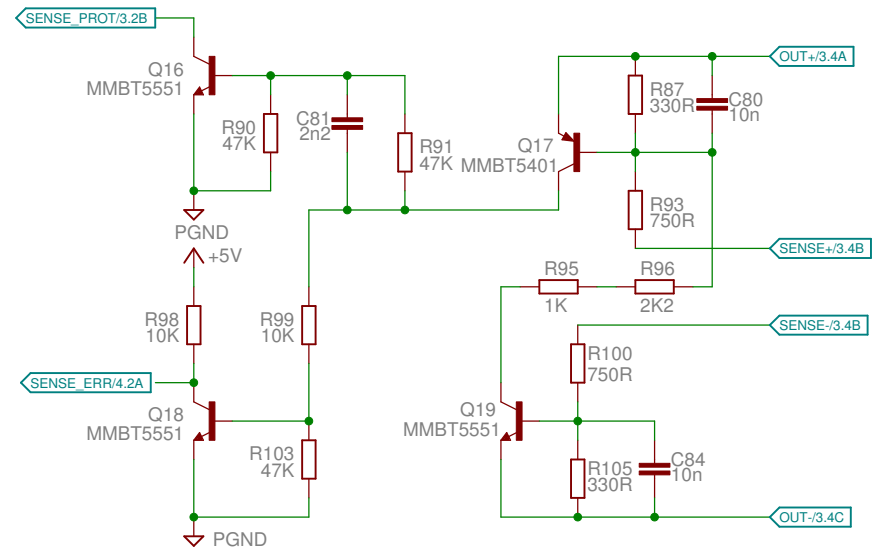 SENSE_PROT/3.2B
Q16
MMBT5551
R90
47K
C81
2n2
R91
47K
Q17
MMBT5401
R87
330R
C80
10n
OUT+/3.4A
R93
750R
SENSE+/3.4B
PGND
+5V
R95
1K
R96
2K2
R98
10K
R99
10K
SENSE-/3.4B
R100
750R
SENSE_ERR/4.2A
Q18
MMBT5551
R103
47K
Q19
MMBT5551
R105
330R
C84
10n
OUT-/3.4C
PGND